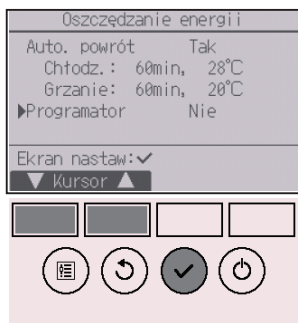 Oszczędzanie energii
Auto. powrót Tak
Chłodz.: 60min, 28℃
Grzanie: 60min, 20℃
▶Programator Nie
Ekran nastaw:✓
▼ Kursor ▲